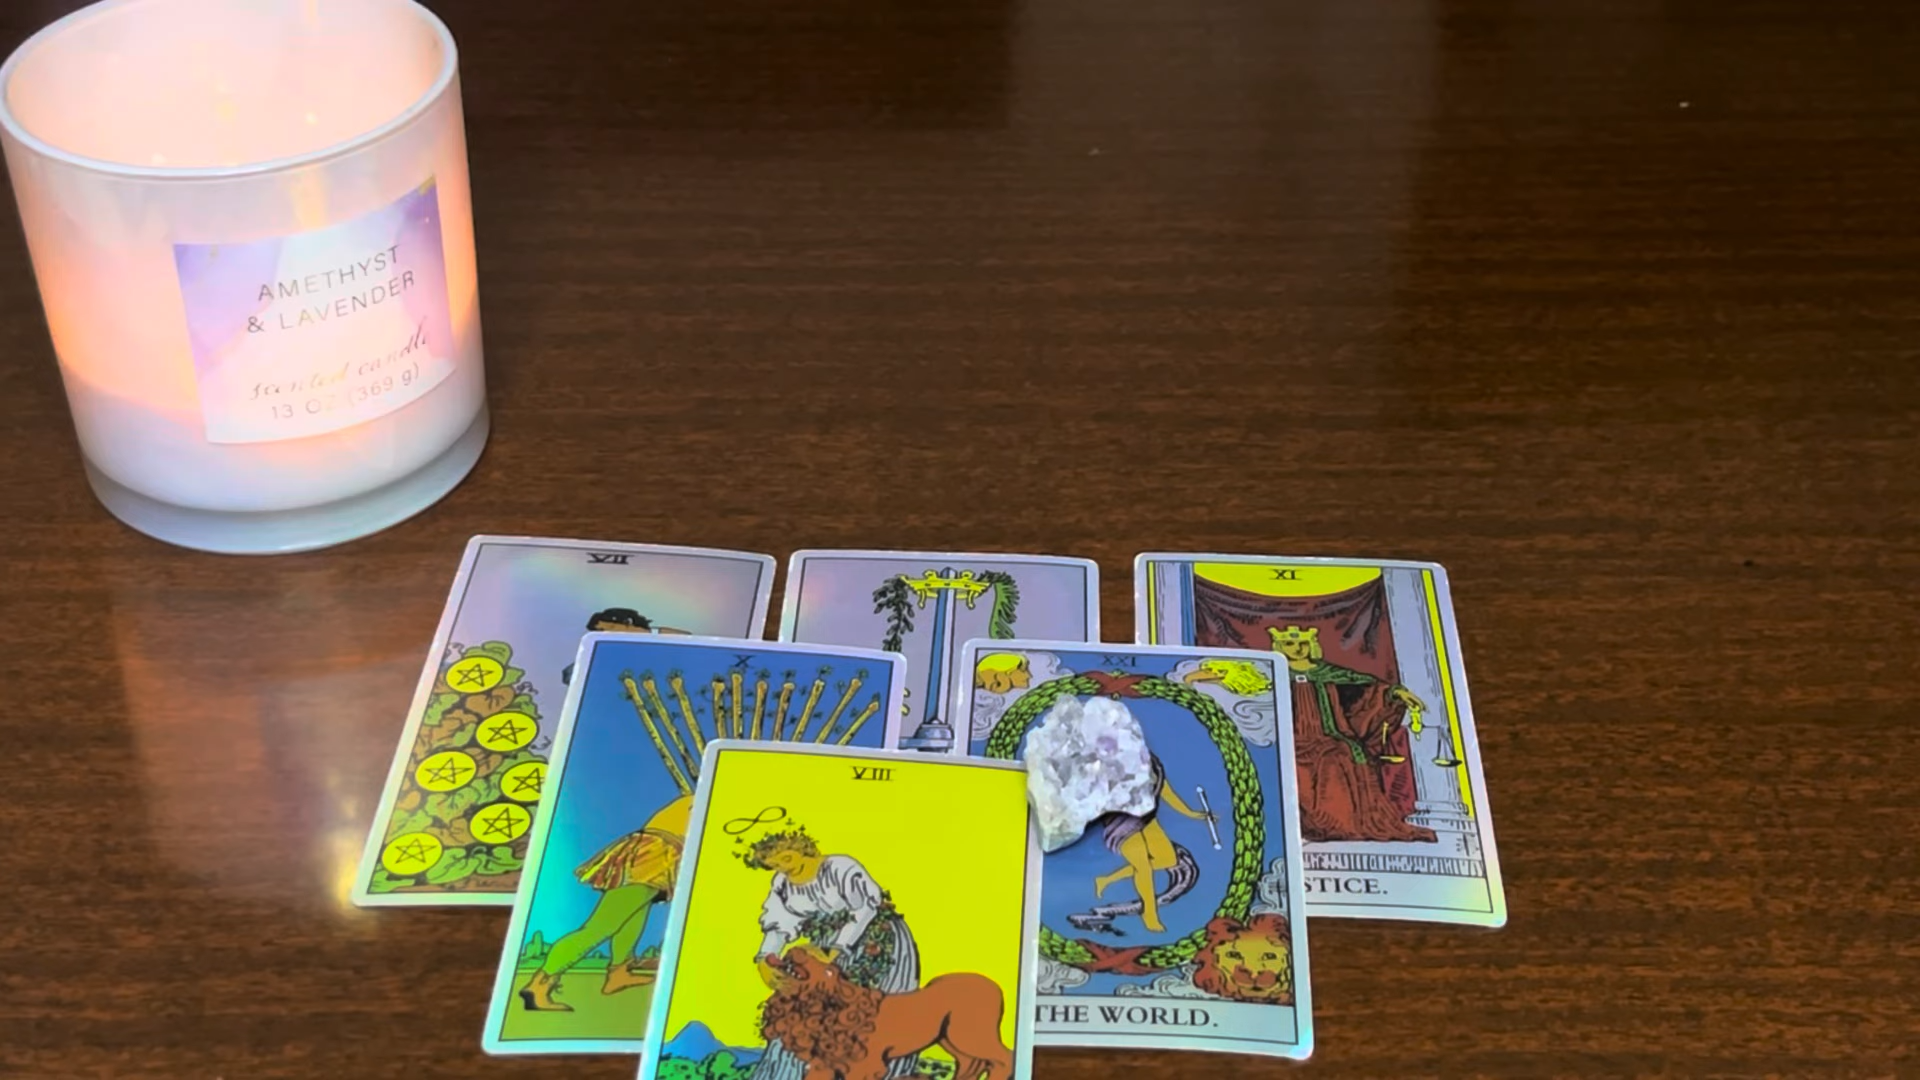 AMETHYST
& LAVENDER
scented candle
13 OZ (369 g)
VII
XI
X
XXI
VIII
STICE.
THE WORLD.